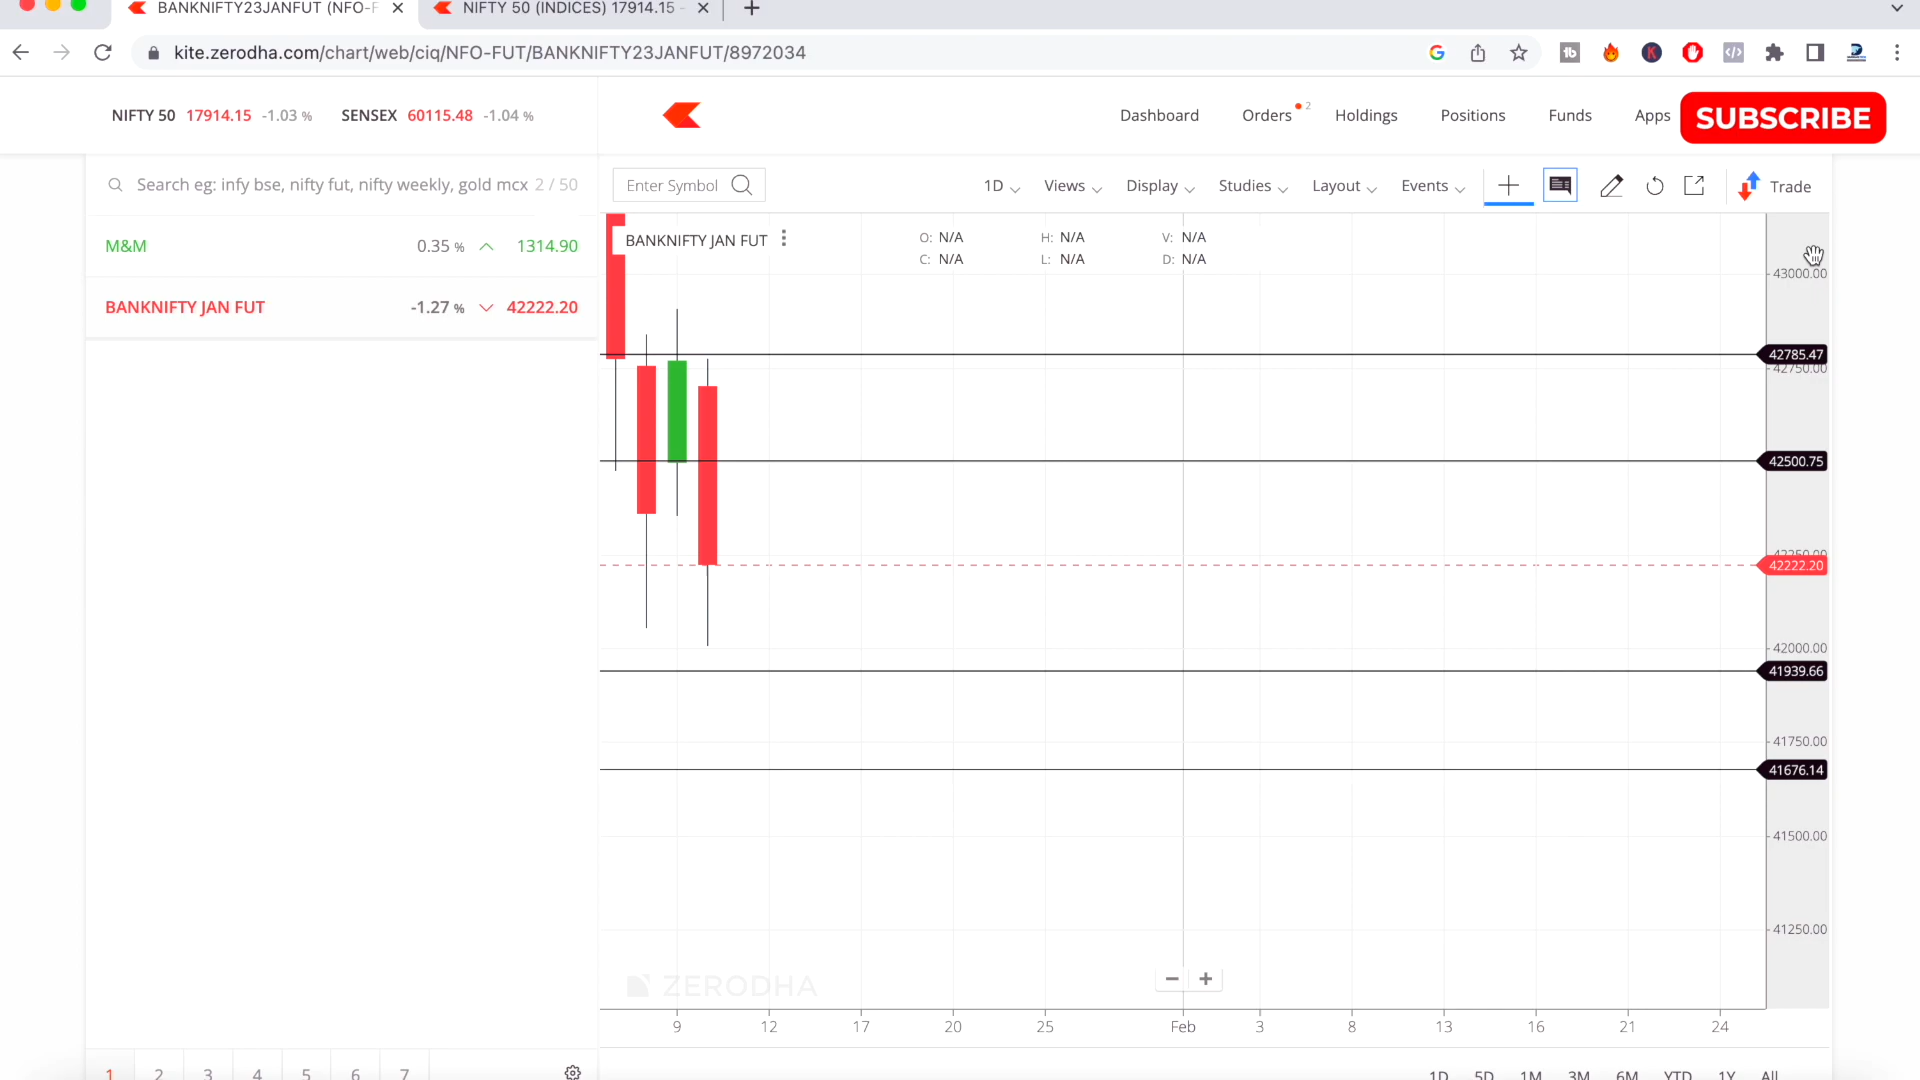 BANKNIFTY23JANFUT (NFO-F
NIFTY 50 (INDICES) 17914.15 -
kite.zerodha.com/chart/web/ciq/NFO-FUT/BANKNIFTY23JANFUT/8972034
NIFTY 50 17914.15 -1.03 % SENSEX 60115.48 -1.04 %
Dashboard Orders 2 Holdings Positions Funds Apps SUBSCRIBE
Search eg: infy bse, nifty fut, nifty weekly, gold mcx 2 / 50
Enter Symbol 1D Views Display Studies Layout Events Trade
M&M 0.35 % 1314.90
BANKNIFTY JAN FUT -1.27 % 42222.20
BANKNIFTY JAN FUT
O: N/A H: N/A V: N/A
C: N/A L: N/A D: N/A
43000.00
42785.47
42750.00
42500.75
42250.00
42222.20
42000.00
41939.66
41750.00
41676.14
41500.00
41250.00
ZERODHA
9 12 17 20 25 Feb 3 8 13 16 21 24
1 2 3 4 5 6 7
1D 5D 1M 3M 6M YTD 1Y All